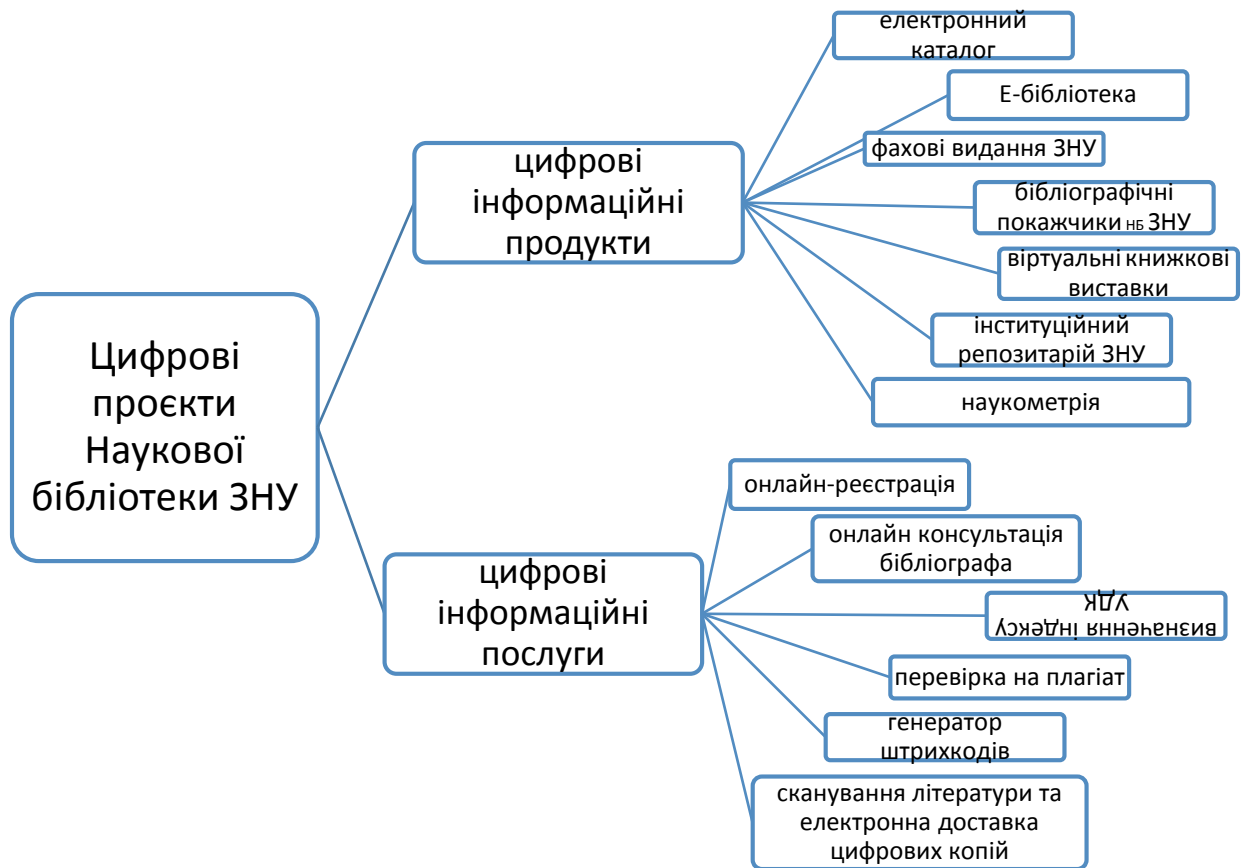 Цифрові
проєкти
Наукової
бібліотеки ЗНУ
цифрові
інформаційні
продукти
електронний
каталог
Е-бібліотека
фахові видання ЗНУ
бібліографічні
покажчики НБ ЗНУ
віртуальні книжкові
виставки
інституційний
репозитарій ЗНУ
наукометрія
цифрові
інформаційні
послуги
онлайн-реєстрація
онлайн консультація
бібліографа
визначення індексу
УДК
перевірка на плагіат
генератор
штрихкодів
сканування літератури та
електронна доставка
цифрових копій